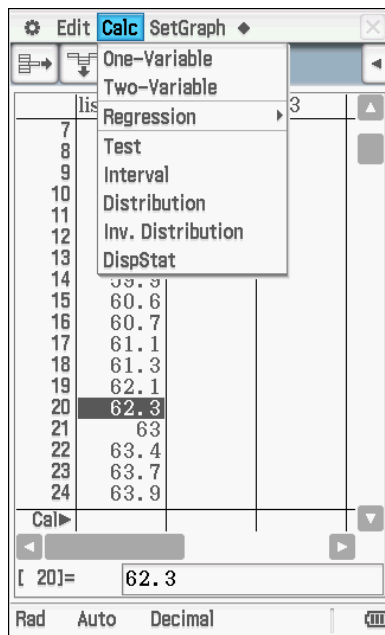 Edit Calc SetGraph
One-Variable
Two-Variable
lis 3
Regression
7
8 Test
9 Interval
10 Distribution
11
12 Inv. Distribution
13 DispStat
14 59.9
15 60.6
16 60.7
17 61.1
18 61.3
19 62.1
20 62.3
21 63
22 63.4
23 63.7
24 63.9
Cal▶
[ 20]= 62.3
Rad Auto Decimal